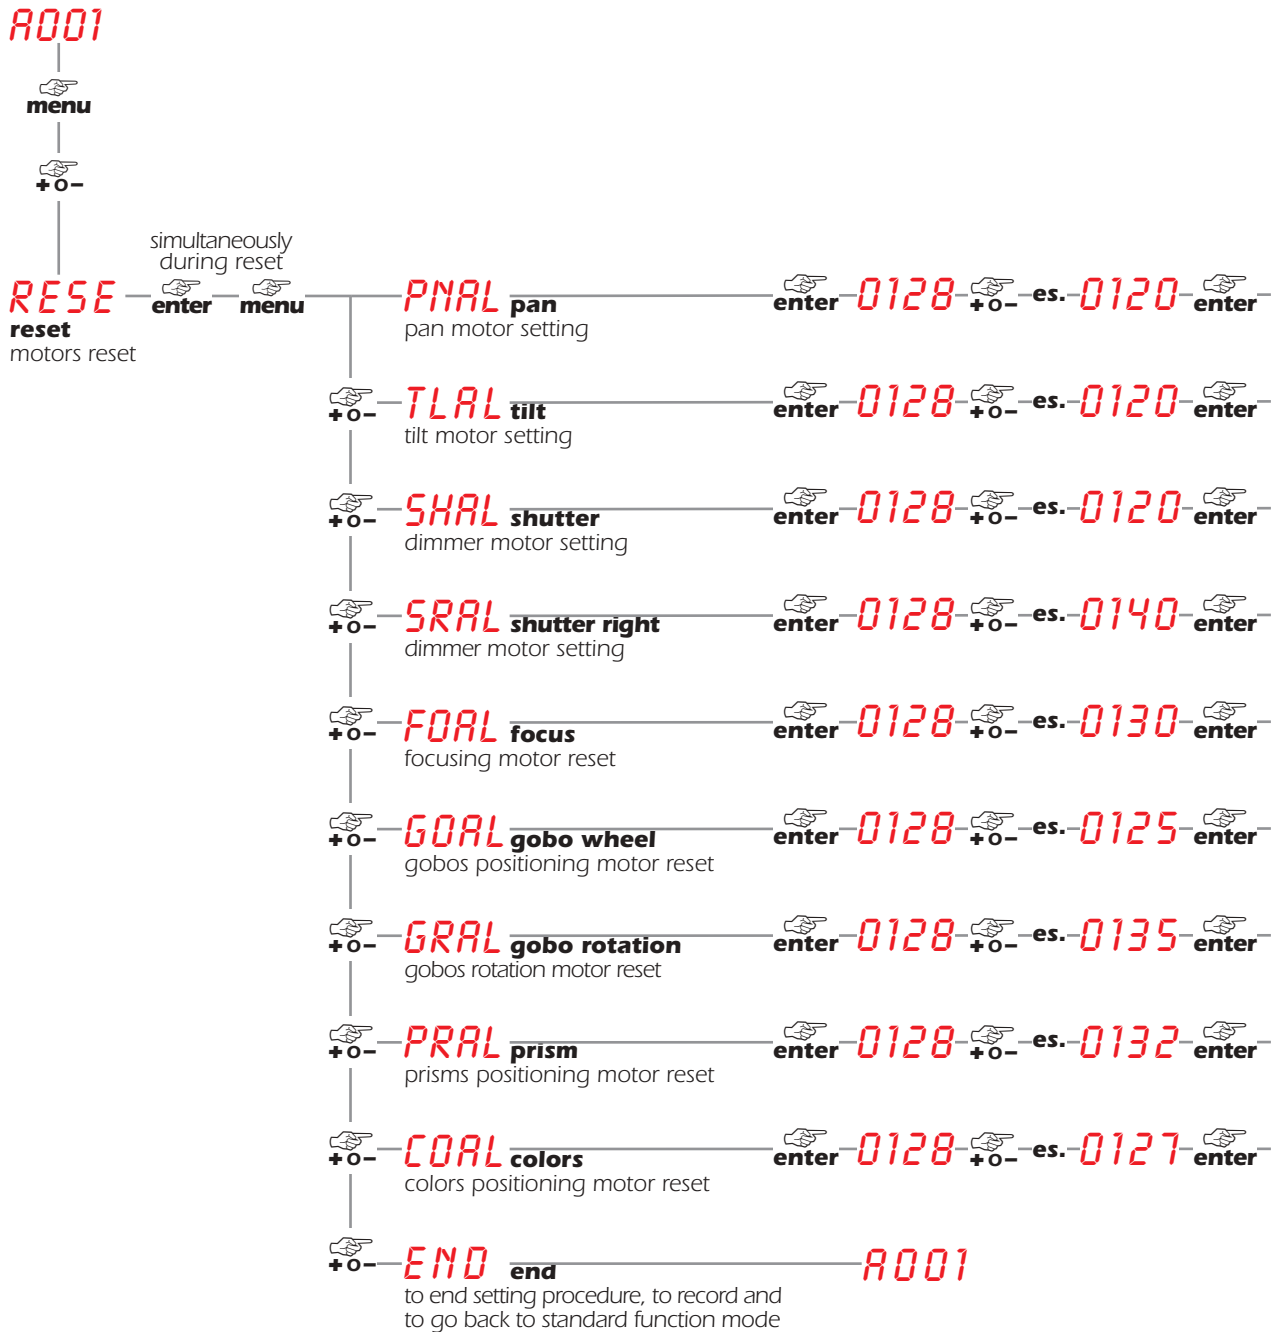 A001
menu
+ o −
simultaneously
during reset
RESE enter menu PNAL pan enter 0128 + o − es. 0120 enter
reset
motors reset
pan motor setting
+ o − TLAL tilt enter 0128 + o − es. 0120 enter
tilt motor setting
+ o − SHAL shutter enter 0128 + o − es. 0120 enter
dimmer motor setting
+ o − SRAL shutter right enter 0128 + o − es. 0140 enter
dimmer motor setting
+ o − FOAL focus enter 0128 + o − es. 0130 enter
focusing motor reset
+ o − GOAL gobo wheel enter 0128 + o − es. 0125 enter
gobos positioning motor reset
+ o − GRAL gobo rotation enter 0128 + o − es. 0135 enter
gobos rotation motor reset
+ o − PRAL prism enter 0128 + o − es. 0132 enter
prisms positioning motor reset
+ o − COAL colors enter 0128 + o − es. 0127 enter
colors positioning motor reset
+ o − END end A001
to end setting procedure, to record and
to go back to standard function mode